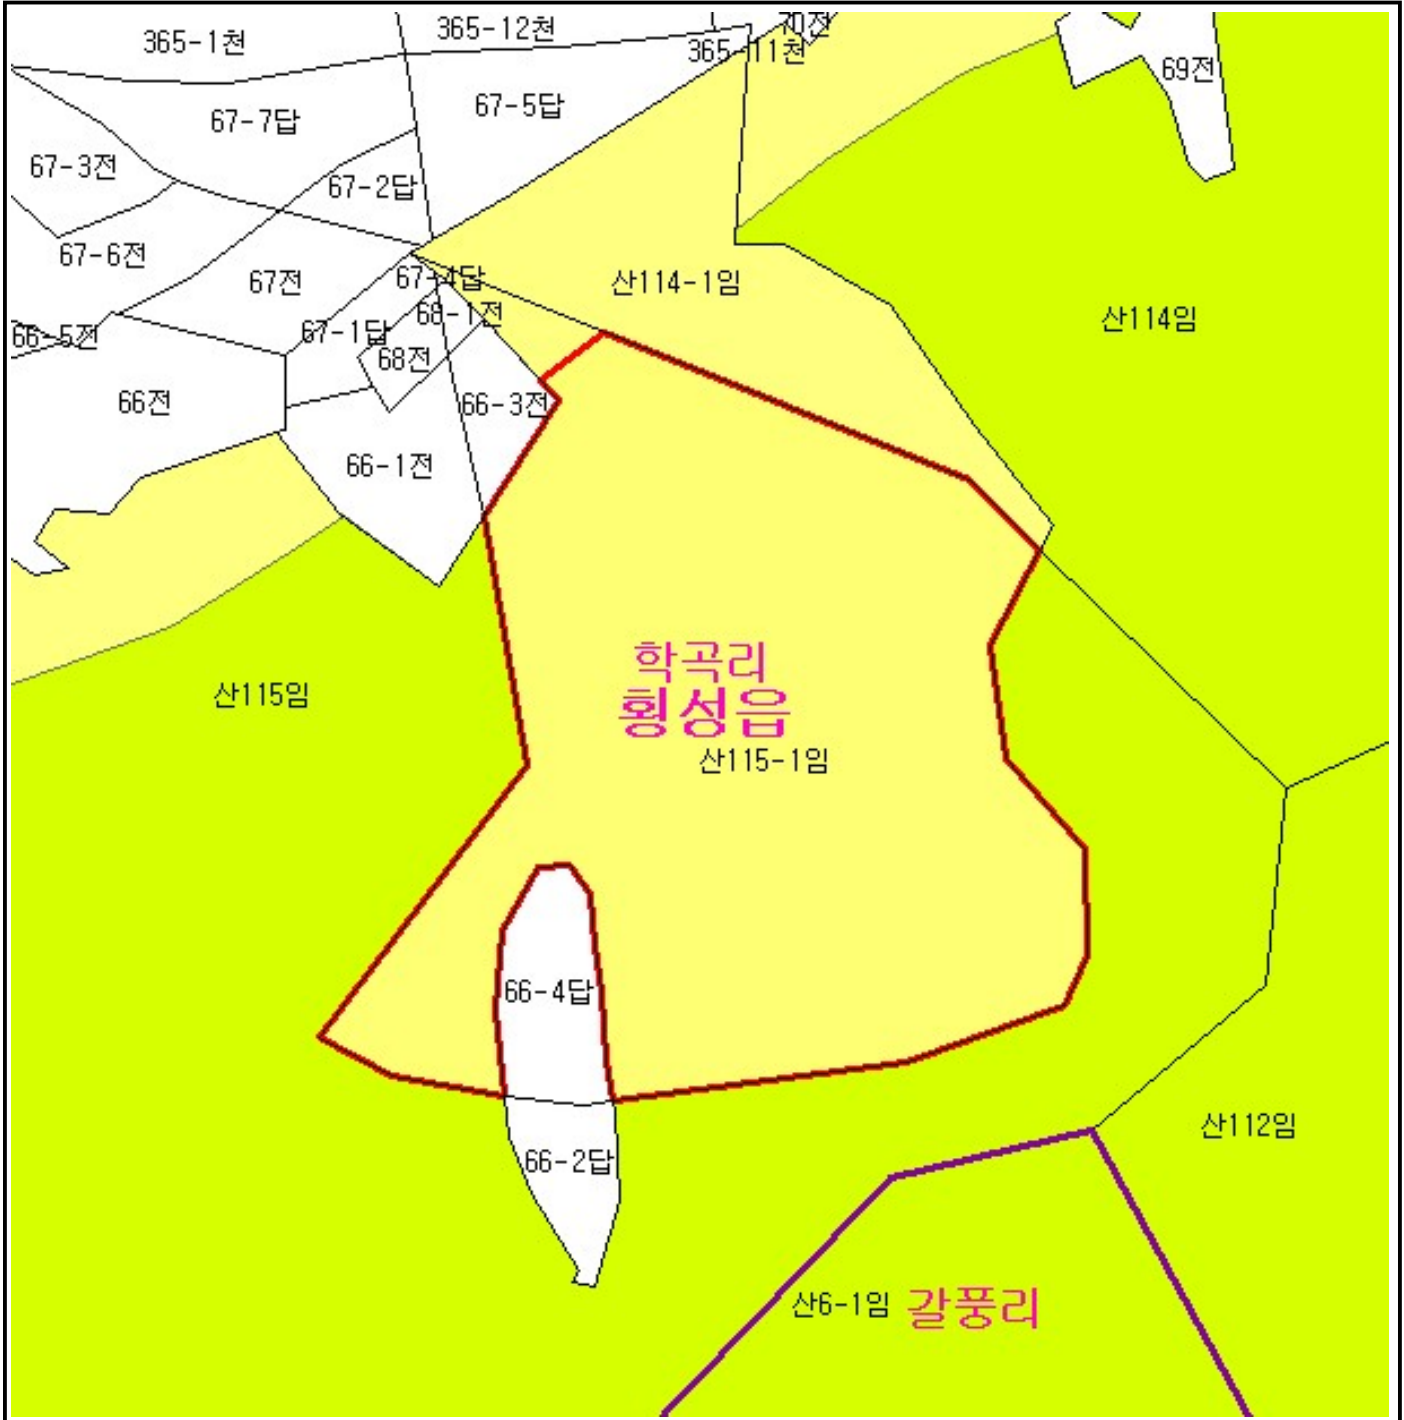 365-1천
365-12천
70전
365-11천
69전
67-7답
67-5답
67-3전
67-2답
67-6전
67전
67-4답
산114-1임
68-1전
산114임
66-5전
67-1답
68전
66전
66-3전
66-1전
학곡리
횡성읍
산115임
산115-1임
66-4답
산112임
66-2답
산6-1임
갈풍리